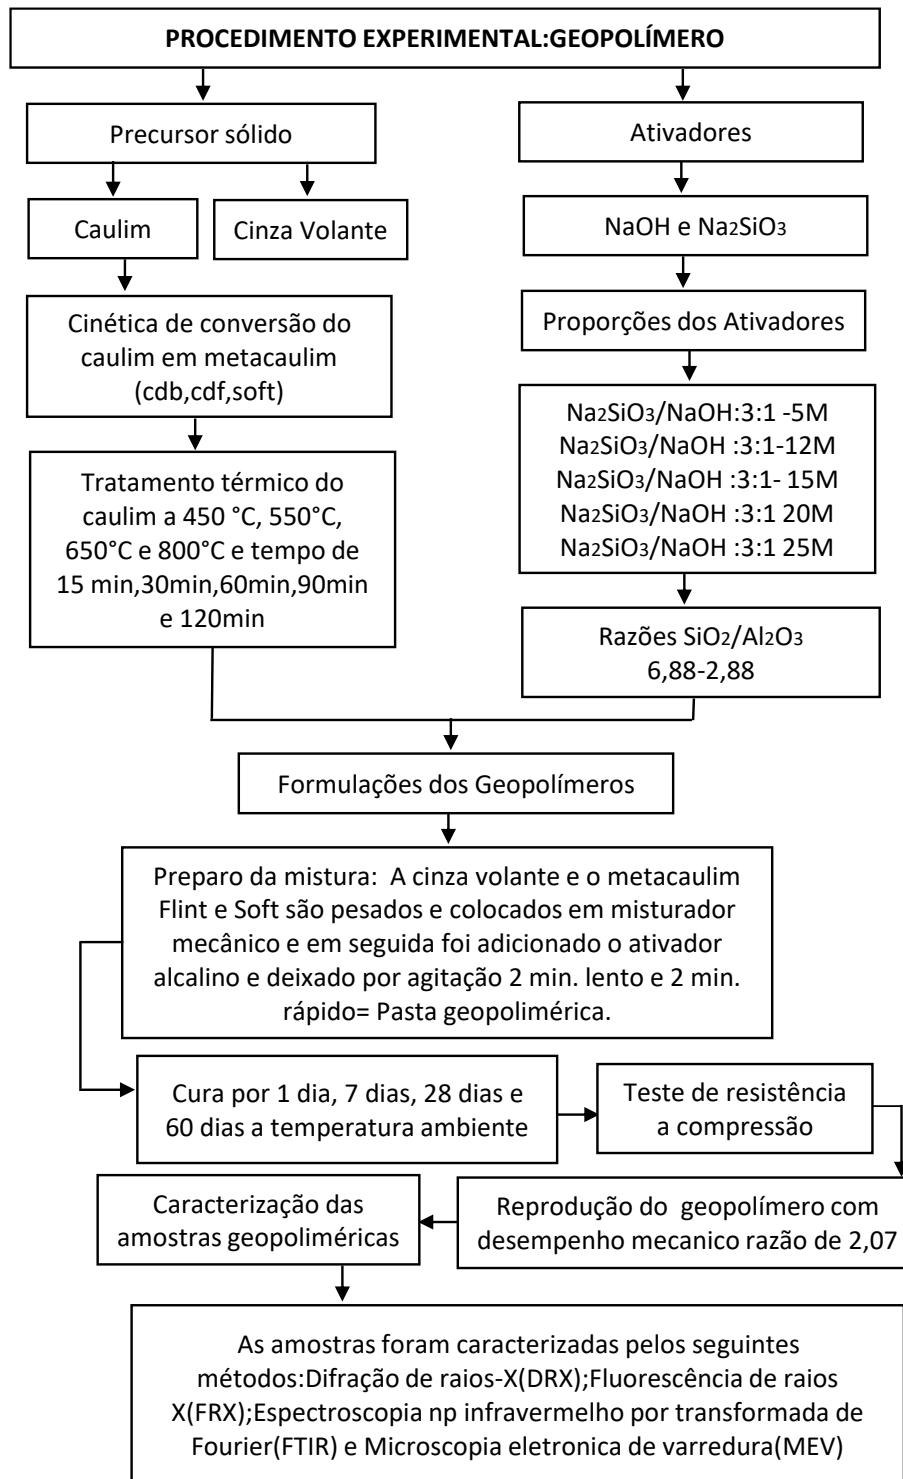 PROCEDIMENTO EXPERIMENTAL:GEOPOLÍMERO
Precursor sólido
Ativadores
Caulim
Cinza Volante
NaOH e Na2SiO3
Cinética de conversão do
caulim em metacaulim
(cdb,cdf,soft)
Proporções dos Ativadores
Na2SiO3/NaOH:3:1 -5M
Na2SiO3/NaOH :3:1-12M
Na2SiO3/NaOH :3:1- 15M
Na2SiO3/NaOH :3:1 20M
Na2SiO3/NaOH :3:1 25M
Tratamento térmico do
caulim a 450 °C, 550°C,
650°C e 800°C e tempo de
15 min,30min,60min,90min
e 120min
Razões SiO2/Al2O3
6,88-2,88
Formulações dos Geopolímeros
Preparo da mistura: A cinza volante e o metacaulim
Flint e Soft são pesados e colocados em misturador
mecânico e em seguida foi adicionado o ativador
alcalino e deixado por agitação 2 min. lento e 2 min.
rápido= Pasta geopolimérica.
Cura por 1 dia, 7 dias, 28 dias e
60 dias a temperatura ambiente
Teste de resistência
a compressão
Reprodução do geopolímero com
desempenho mecanico razão de 2,07
Caracterização das
amostras geopoliméricas
As amostras foram caracterizadas pelos seguintes
métodos:Difração de raios-X(DRX);Fluorescência de raios
X(FRX);Espectroscopia np infravermelho por transformada de
Fourier(FTIR) e Microscopia eletronica de varredura(MEV)